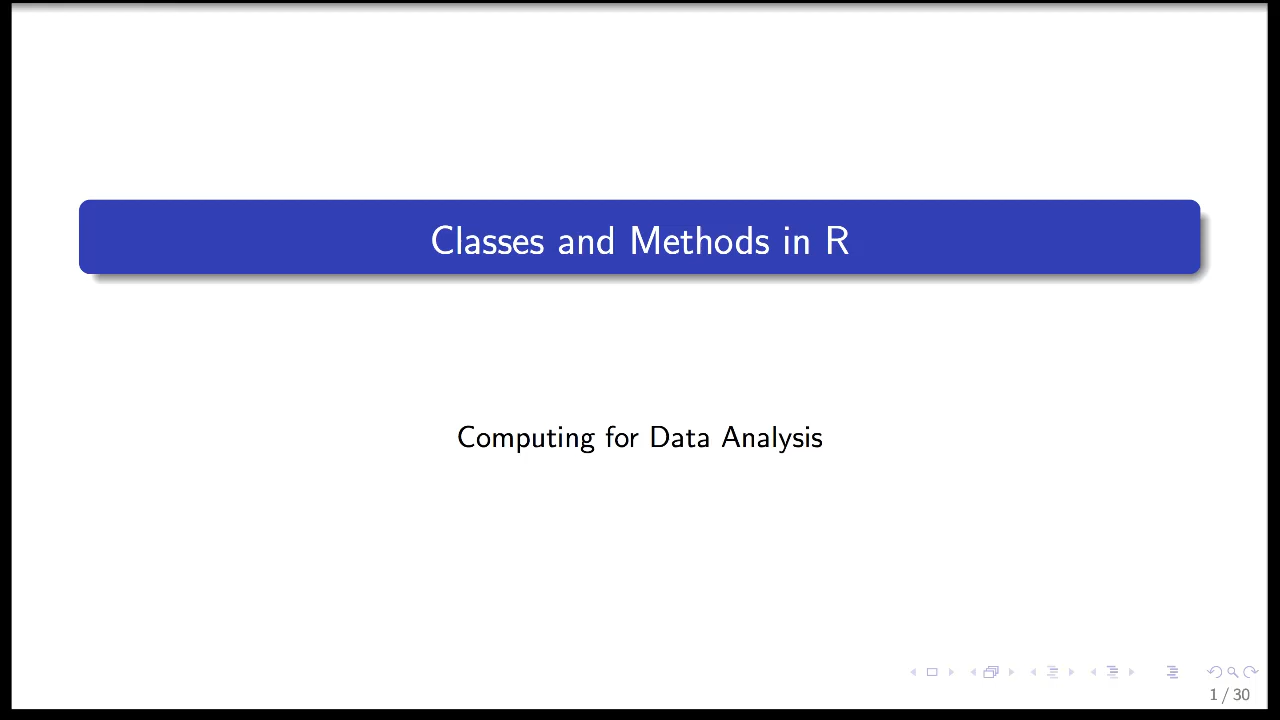 Classes and Methods in R
Computing for Data Analysis
1 / 30